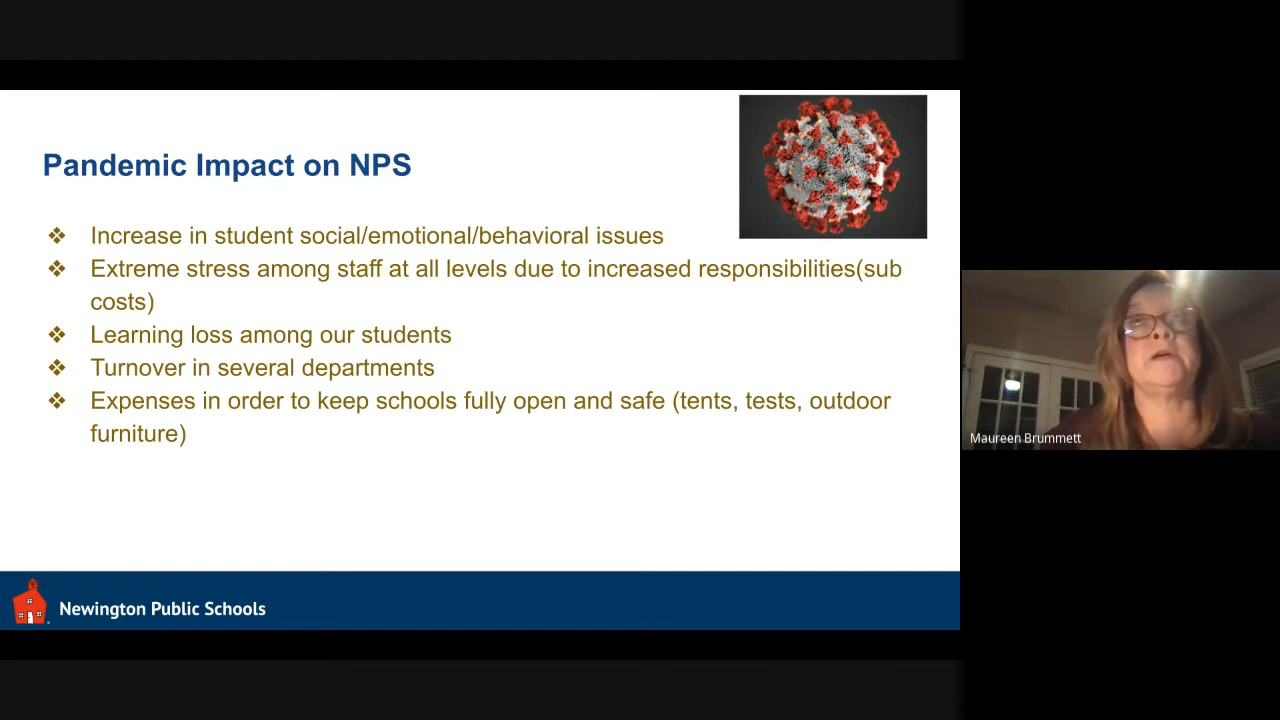 Pandemic Impact on NPS
❖ Increase in student social/emotional/behavioral issues
❖ Extreme stress among staff at all levels due to increased responsibilities(sub
costs)
❖ Learning loss among our students
❖ Turnover in several departments
❖ Expenses in order to keep schools fully open and safe (tents, tests, outdoor
furniture)
Newington Public Schools
Maureen Brummett